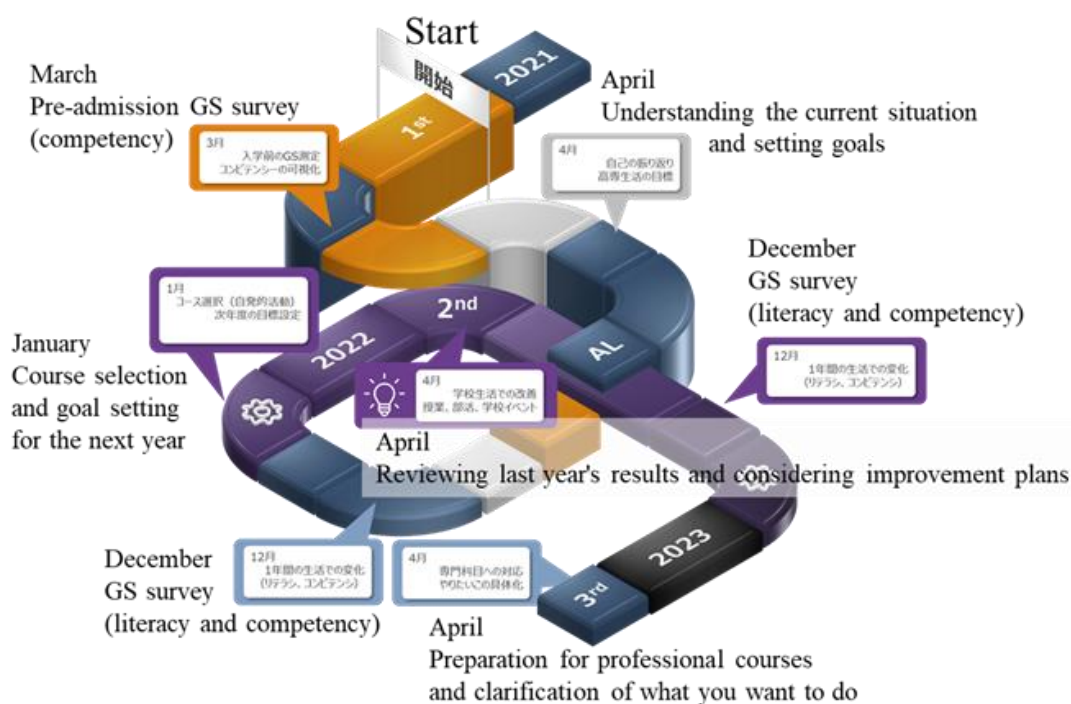 Start
開始
2021
1st
March
Pre-admission GS survey
(competency)
3月
入学前のGS測定
コンピテンシーの可視化
April
Understanding the current situation
and setting goals
4月
自己の振り返り
高専生活の目標
December
GS survey
(literacy and competency)
12月
1年間の生活での変化
(リテラシ、コンピテンシ)
AL
2nd
2022
1月
コース選択（自発的活動）
次年度の目標設定
January
Course selection
and goal setting
for the next year
4月
学校生活での改善
授業、部活、学校イベント
April
Reviewing last year's results and considering improvement plans
December
GS survey
(literacy and competency)
12月
1年間の生活での変化
(リテラシ、コンピテンシ)
2023
3rd
4月
専門科目への対応
やりたいこの具体化
April
Preparation for professional courses
and clarification of what you want to do